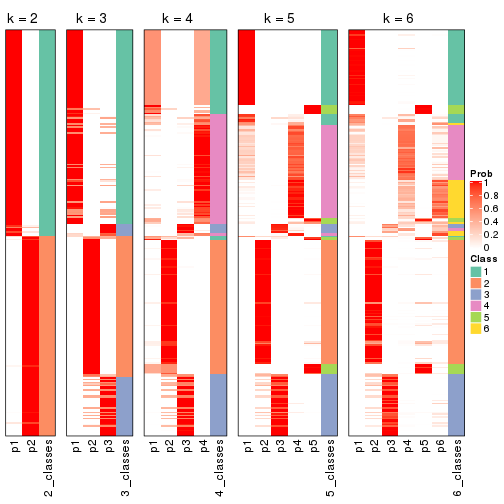 k = 2
k = 3
k = 4
k = 5
k = 6
p1
p2
2_classes
p1
p2
p3
3_classes
p1
p2
p3
p4
4_classes
p1
p2
p3
p4
p5
5_classes
p1
p2
p3
p4
p5
p6
6_classes
Prob
1
0.8
0.6
0.4
0.2
0
Class
1
2
3
4
5
6